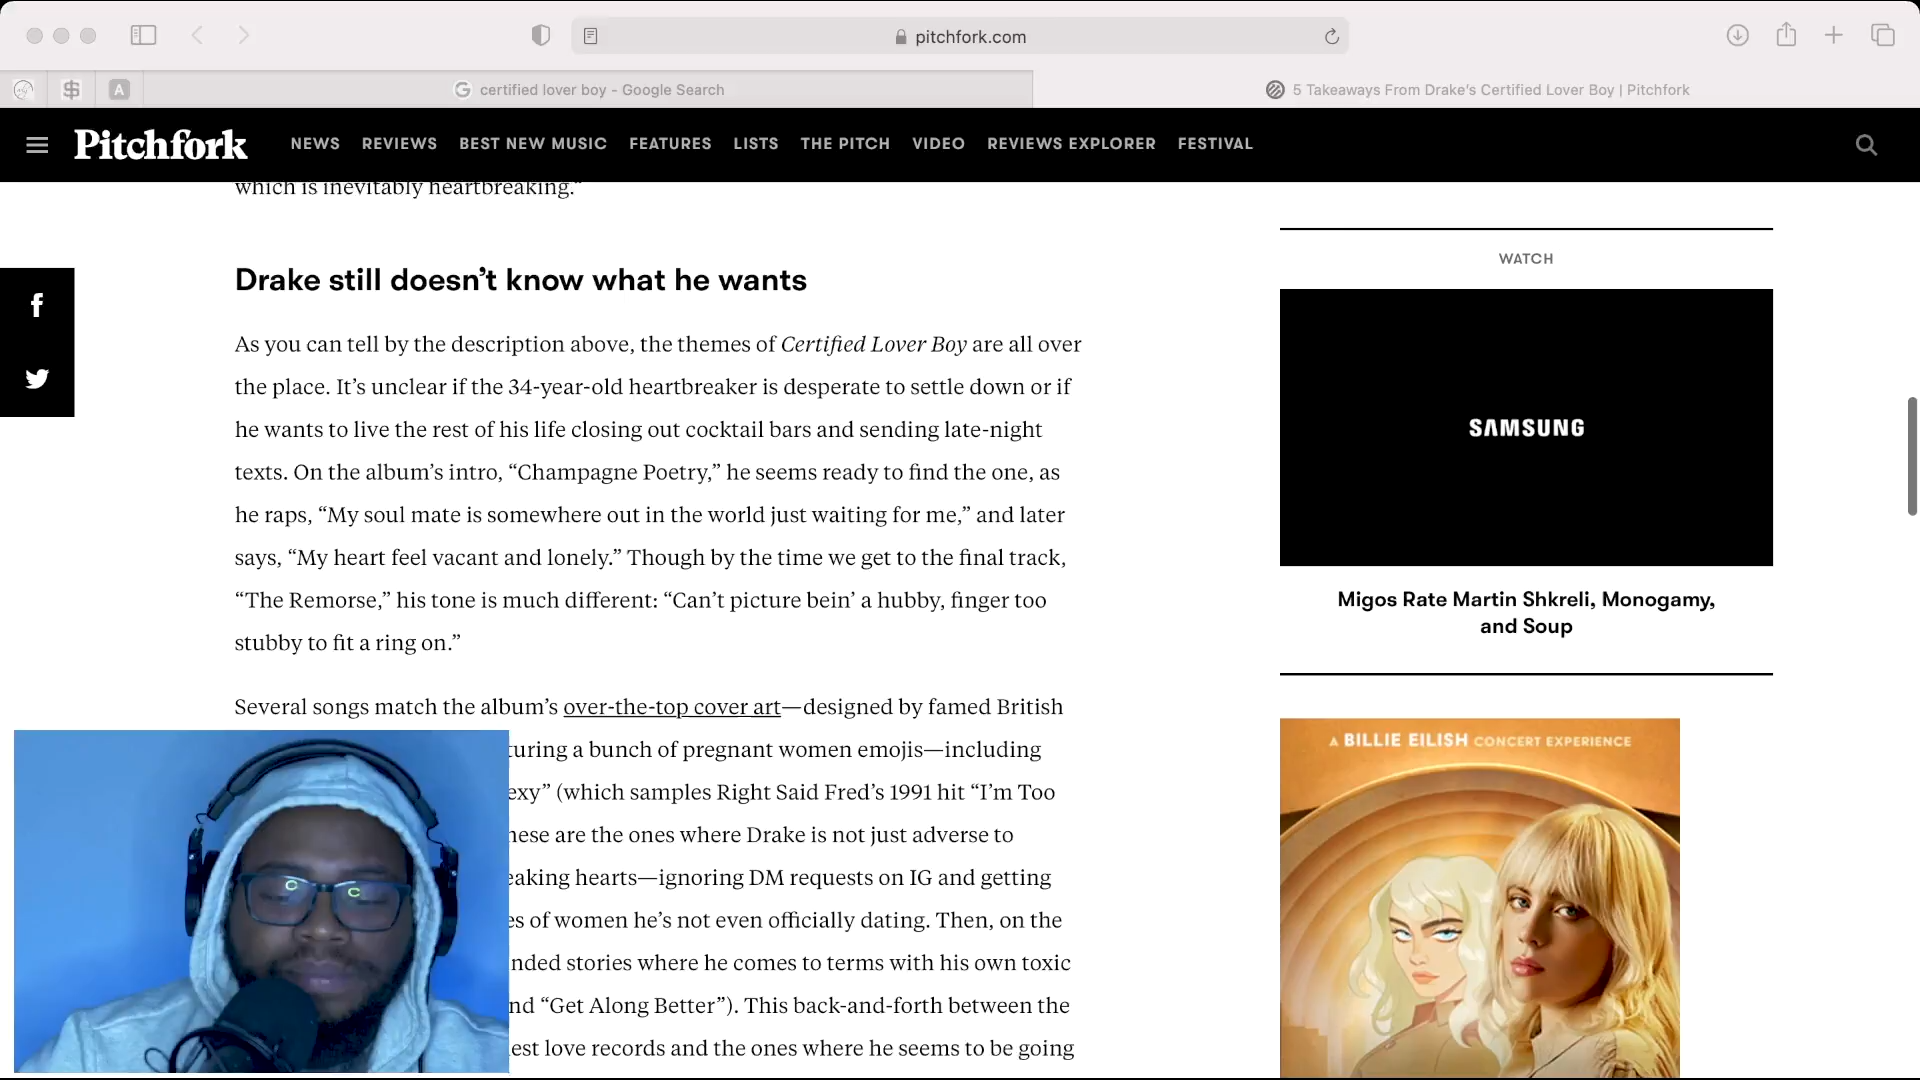 pitchfork.com
A
certified lover boy - Google Search
5 Takeaways From Drake's Certified Lover Boy | Pitchfork
Pitchfork
NEWS
REVIEWS
BEST NEW MUSIC
FEATURES
LISTS
THE PITCH
VIDEO
REVIEWS EXPLORER
FESTIVAL
which is inevitably heartbreaking.”
Drake still doesn’t know what he wants
As you can tell by the description above, the themes of Certified Lover Boy are all over
the place. It’s unclear if the 34-year-old heartbreaker is desperate to settle down or if
he wants to live the rest of his life closing out cocktail bars and sending late-night
texts. On the album’s intro, “Champagne Poetry,” he seems ready to find the one, as
he raps, “My soul mate is somewhere out in the world just waiting for me,” and later
says, “My heart feel vacant and lonely.” Though by the time we get to the final track,
“The Remorse,” his tone is much different: “Can’t picture bein’ a hubby, finger too
stubby to fit a ring on.”
Several songs match the album’s over-the-top cover art—designed by famed British
turing a bunch of pregnant women emojis—including
exy” (which samples Right Said Fred’s 1991 hit “I’m Too
hese are the ones where Drake is not just adverse to
eaking hearts—ignoring DM requests on IG and getting
es of women he’s not even officially dating. Then, on the
nded stories where he comes to terms with his own toxic
nd “Get Along Better”). This back-and-forth between the
est love records and the ones where he seems to be going
WATCH
SAMSUNG
Migos Rate Martin Shkreli, Monogamy,
and Soup
A BILLIE EILISH CONCERT EXPERIENCE